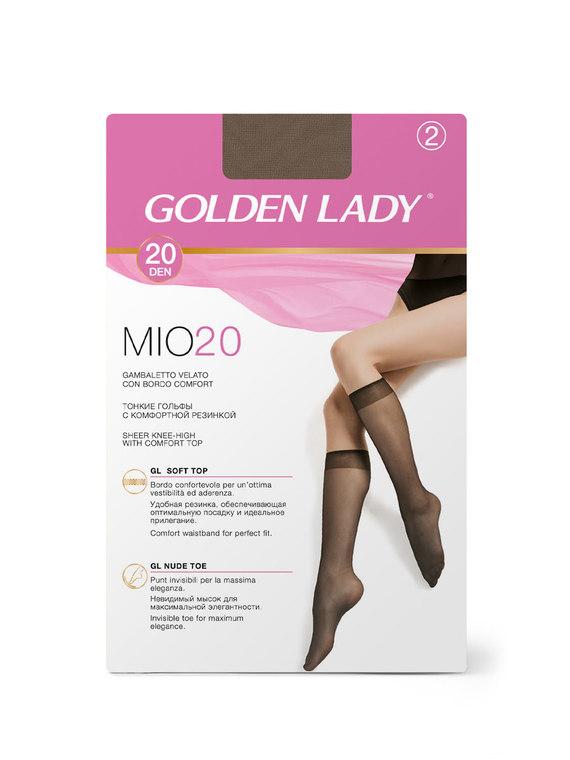 2
GOLDEN LADY®
20
DEN
MIO20
GAMBALETTO VELATO
CON BORDO COMFORT
ТОНКИЕ ГОЛЬФЫ
С КОМФОРТНОЙ РЕЗИНКОЙ
SHEER KNEE-HIGH
WITH COMFORT TOP
GL SOFT TOP
Bordo confortevole per un'ottima
vestibilità ed aderenza.
Удобная резинка, обеспечивающая
оптимальную посадку и идеальное
прилегание.
Comfort waistband for perfect fit.
GL NUDE TOE
Punt invisibili per la massima
eleganza.
Невидимый мысок для
максимальной элегантности.
Invisible toe for maximum
elegance.